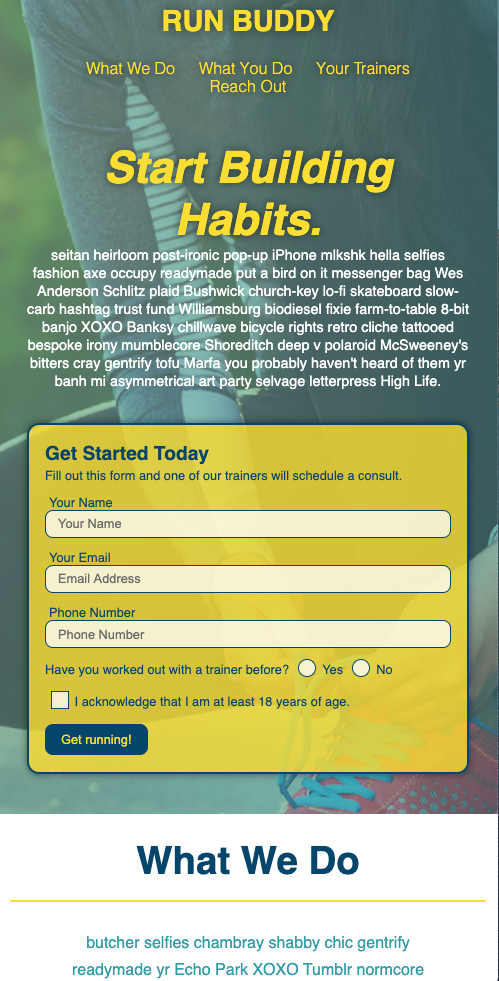 RUN BUDDY
What We Do What You Do Your Trainers
Reach Out
Start Building
Habits.
seitan heirloom post-ironic pop-up iPhone mlkshk hella selfies
fashion axe occupy readymade put a bird on it messenger bag Wes
Anderson Schlitz plaid Bushwick church-key lo-fi skateboard slow-
carb hashtag trust fund Williamsburg biodiesel fixie farm-to-table 8-bit
banjo XOXO Banksy chillwave bicycle rights retro cliche tattooed
bespoke irony mumblecore Shoreditch deep v polaroid McSweeney's
bitters cray gentrify tofu Marfa you probably haven't heard of them yr
banh mi asymmetrical art party selvage letterpress High Life.
Get Started Today
Fill out this form and one of our trainers will schedule a consult.
Your Name
Your Name
Your Email
Email Address
Phone Number
Phone Number
Have you worked out with a trainer before? Yes No
I acknowledge that I am at least 18 years of age.
Get running!
What We Do
butcher selfies chambray shabby chic gentrify
readymade yr Echo Park XOXO Tumblr normcore